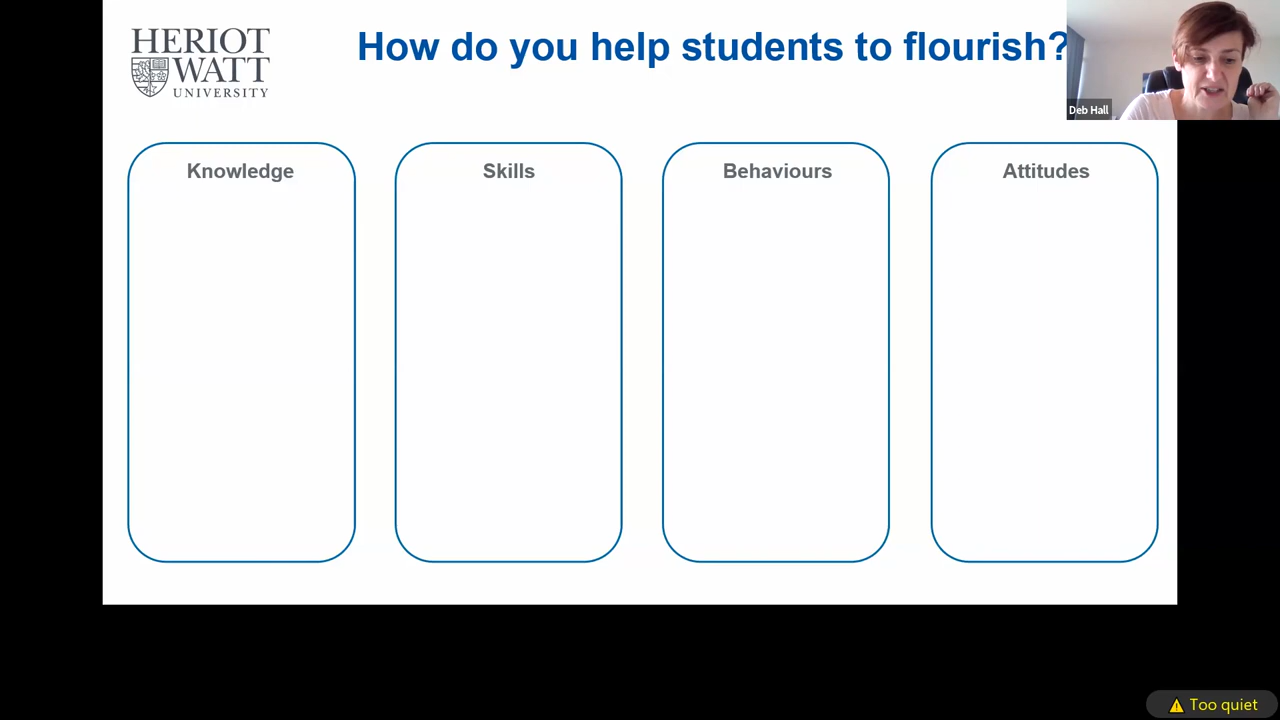 HERIOT
WATT
UNIVERSITY
How do you help students to flourish?
Deb Hall
Knowledge
Skills
Behaviours
Attitudes
Too quiet